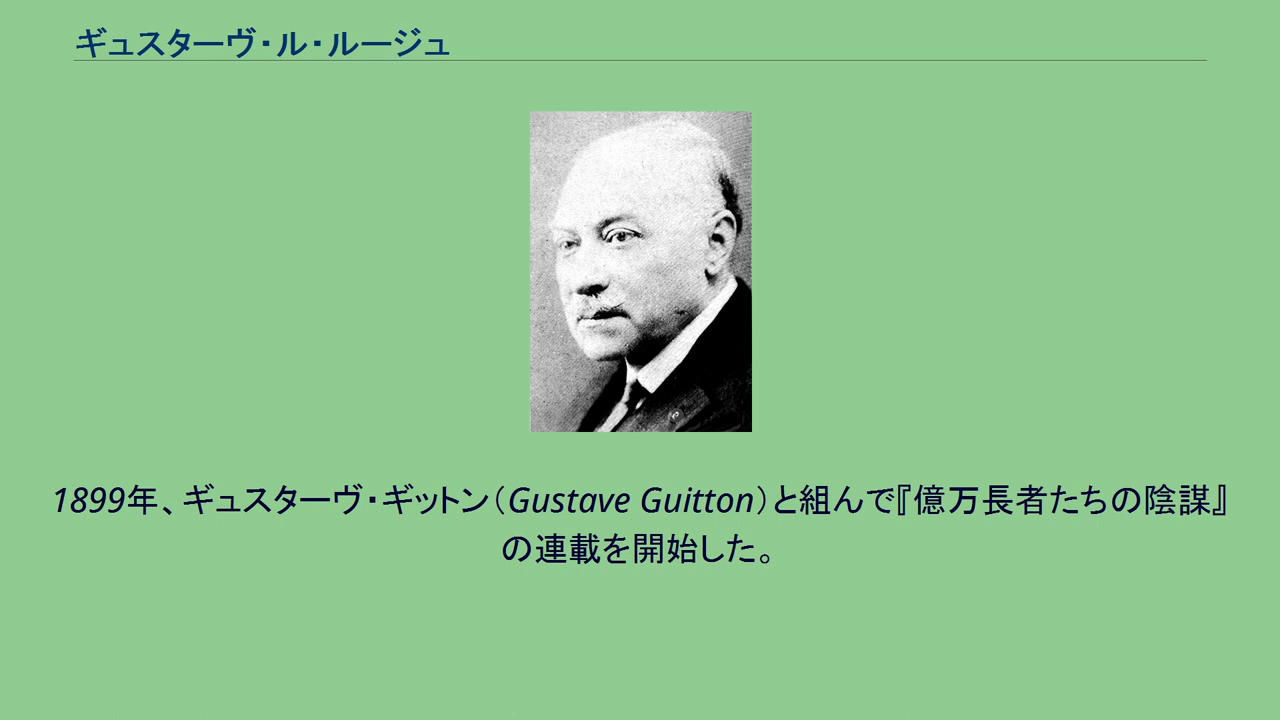 ギュスターヴ・ル・ルージュ
1899年、ギュスターヴ・ギットン（Gustave Guitton）と組んで『億万長者たちの陰謀』
の連載を開始した。